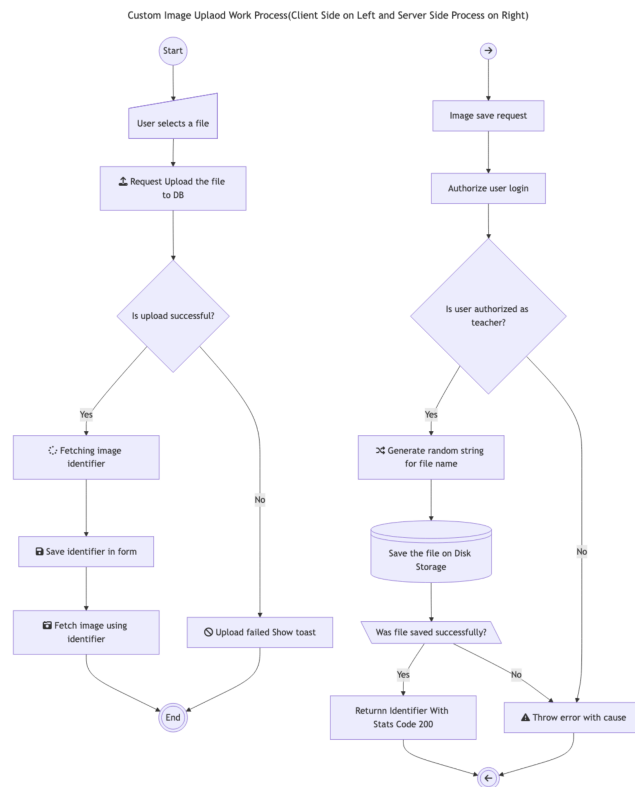 Custom Image Uplaod Work Process(Client Side on Left and Server Side Process on Right)
Start
User selects a file
Request Upload the file
to DB
Is upload successful?
Yes
No
Fetching image
identifier
Save identifier in form
Fetch image using
identifier
Upload failed Show toast
End
Image save request
Authorize user login
Is user authorized as
teacher?
Yes
No
Generate random string
for file name
Save the file on Disk
Storage
Was file saved successfully?
Yes
No
Returnn Identifier With
Stats Code 200
Throw error with cause